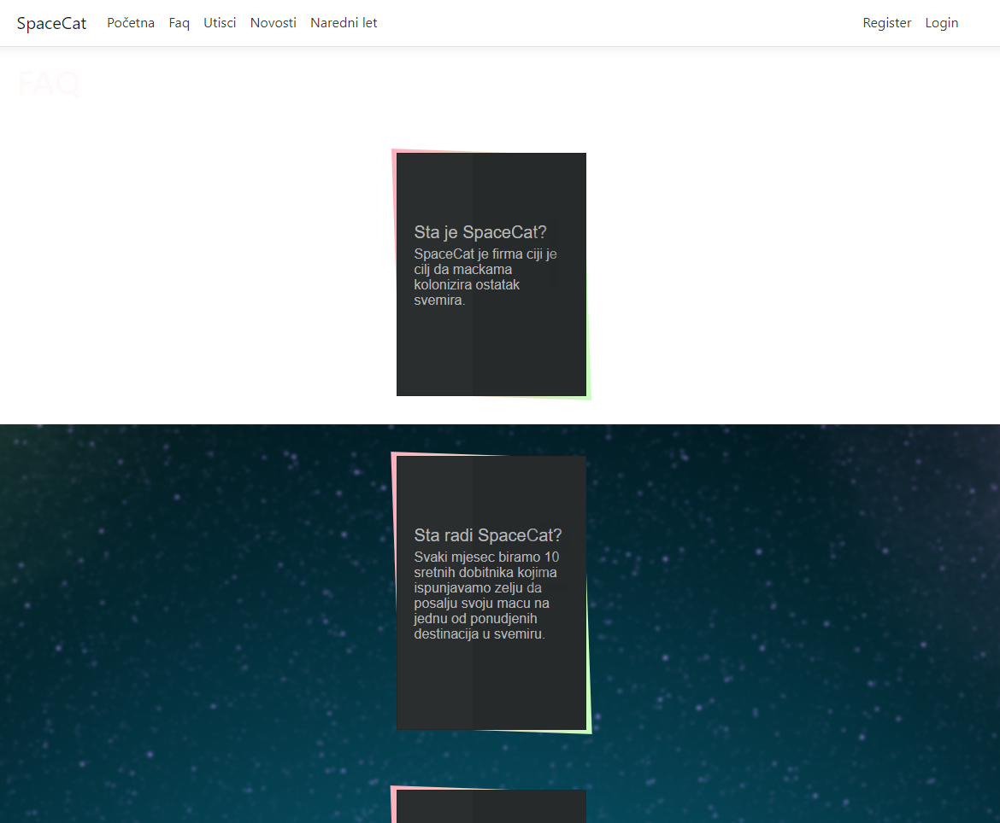 SpaceCat Početna Faq Utisci Novosti Naredni let Register Login
FAQ
Sta je SpaceCat?
SpaceCat je firma ciji je
cilj da mackama
kolonizira ostatak
svemira.
Sta radi SpaceCat?
Svaki mjesec biramo 10
sretnih dobitnika kojima
ispunjavamo zelju da
posalju svoju macu na
jednu od ponudjenih
destinacija u svemiru.